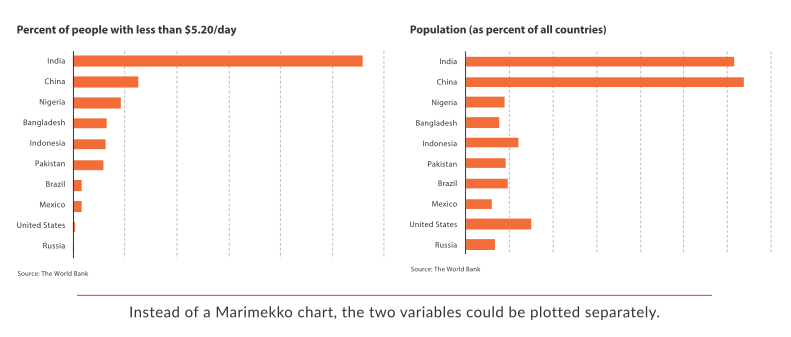 Percent of people with less than $5.20/day
India
China
Nigeria
Bangladesh
Indonesia
Pakistan
Brazil
Mexico
United States
Russia
Source: The World Bank
Population (as percent of all countries)
India
China
Nigeria
Bangladesh
Indonesia
Pakistan
Brazil
Mexico
United States
Russia
Source: The World Bank
Instead of a Marimekko chart, the two variables could be plotted separately.